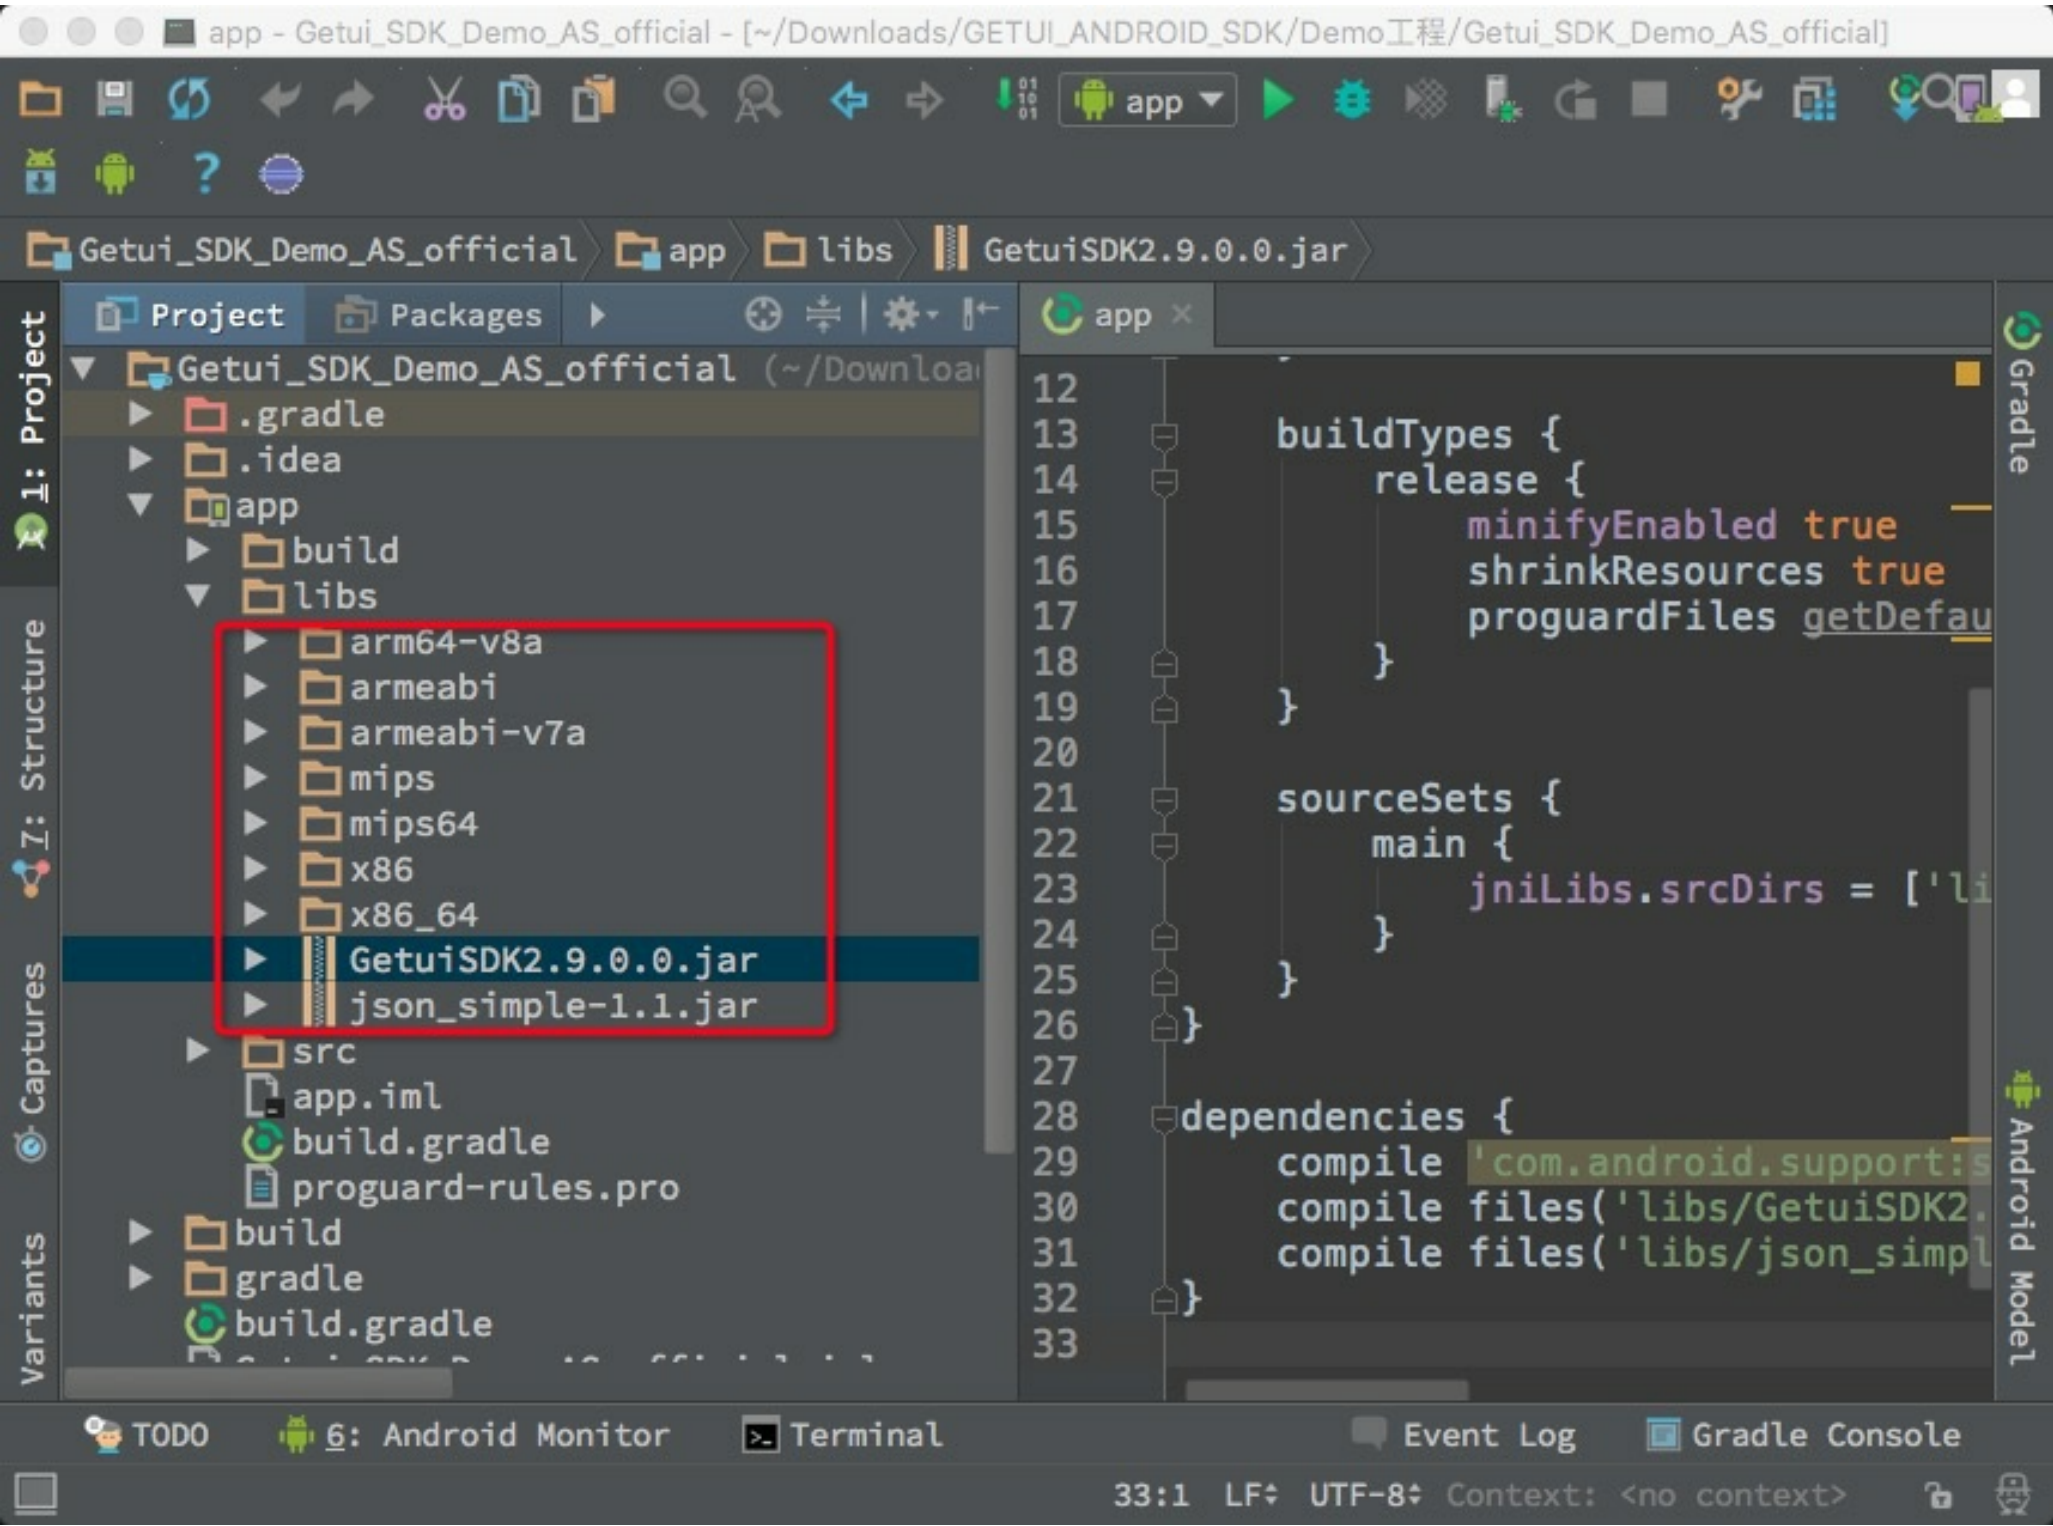 app - Getui_SDK_Demo_AS_official - [~/Downloads/GETUI_ANDROID_SDK/Demo工程/Getui_SDK_Demo_AS_official]
app
Getui_SDK_Demo_AS_official app libs GetuiSDK2.9.0.0.jar
Project Packages
app
1: Project
7: Structure
Captures
Variants
Getui_SDK_Demo_AS_official (~/Downloa
.gradle
.idea
app
build
libs
arm64-v8a
armeabi
armeabi-v7a
mips
mips64
x86
x86_64
GetuiSDK2.9.0.0.jar
json_simple-1.1.jar
src
app.iml
build.gradle
proguard-rules.pro
build
gradle
build.gradle
12
13 buildTypes {
14 release {
15 minifyEnabled true
16 shrinkResources true
17 proguardFiles getDefau
18 }
19 }
20
21 sourceSets {
22 main {
23 jniLibs.srcDirs = ['li
24 }
25 }
26 }
27
28 dependencies {
29 compile 'com.android.support:s
30 compile files('libs/GetuiSDK2.
31 compile files('libs/json_simpl
32 }
33
Gradle
Android Model
TODO 6: Android Monitor Terminal Event Log Gradle Console
33:1 LF UTF-8 Context: <no context>